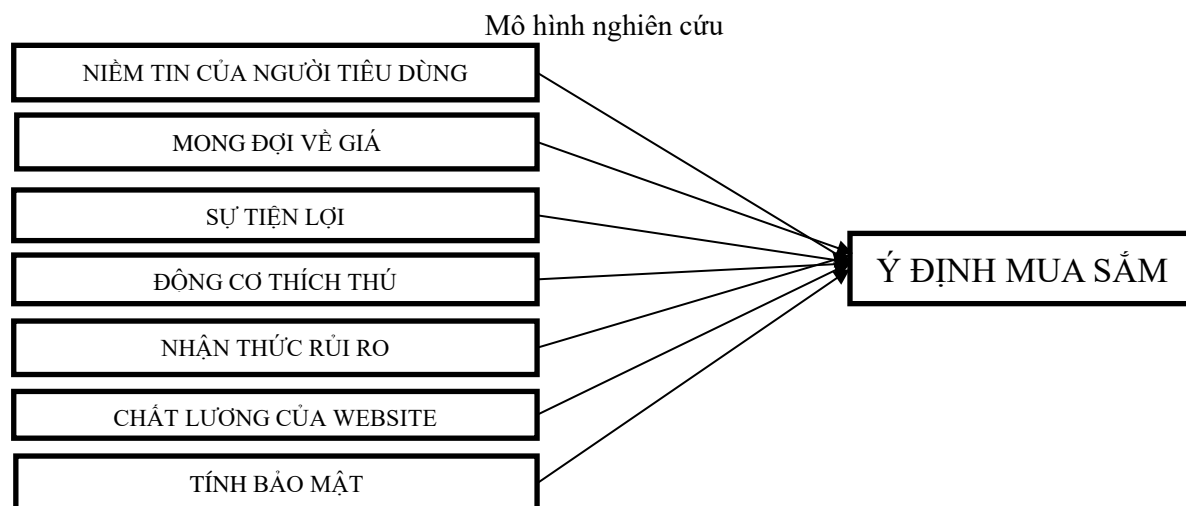 Mô hình nghiên cứu
NIỀM TIN CỦA NGƯỜI TIÊU DÙNG
MONG ĐỢI VỀ GIÁ
SỰ TIỆN LỢI
ĐỘNG CƠ THÍCH THÚ
NHẬN THỨC RỦI RO
CHẤT LƯỢNG CỦA WEBSITE
TÍNH BẢO MẬT
Ý ĐỊNH MUA SẮM